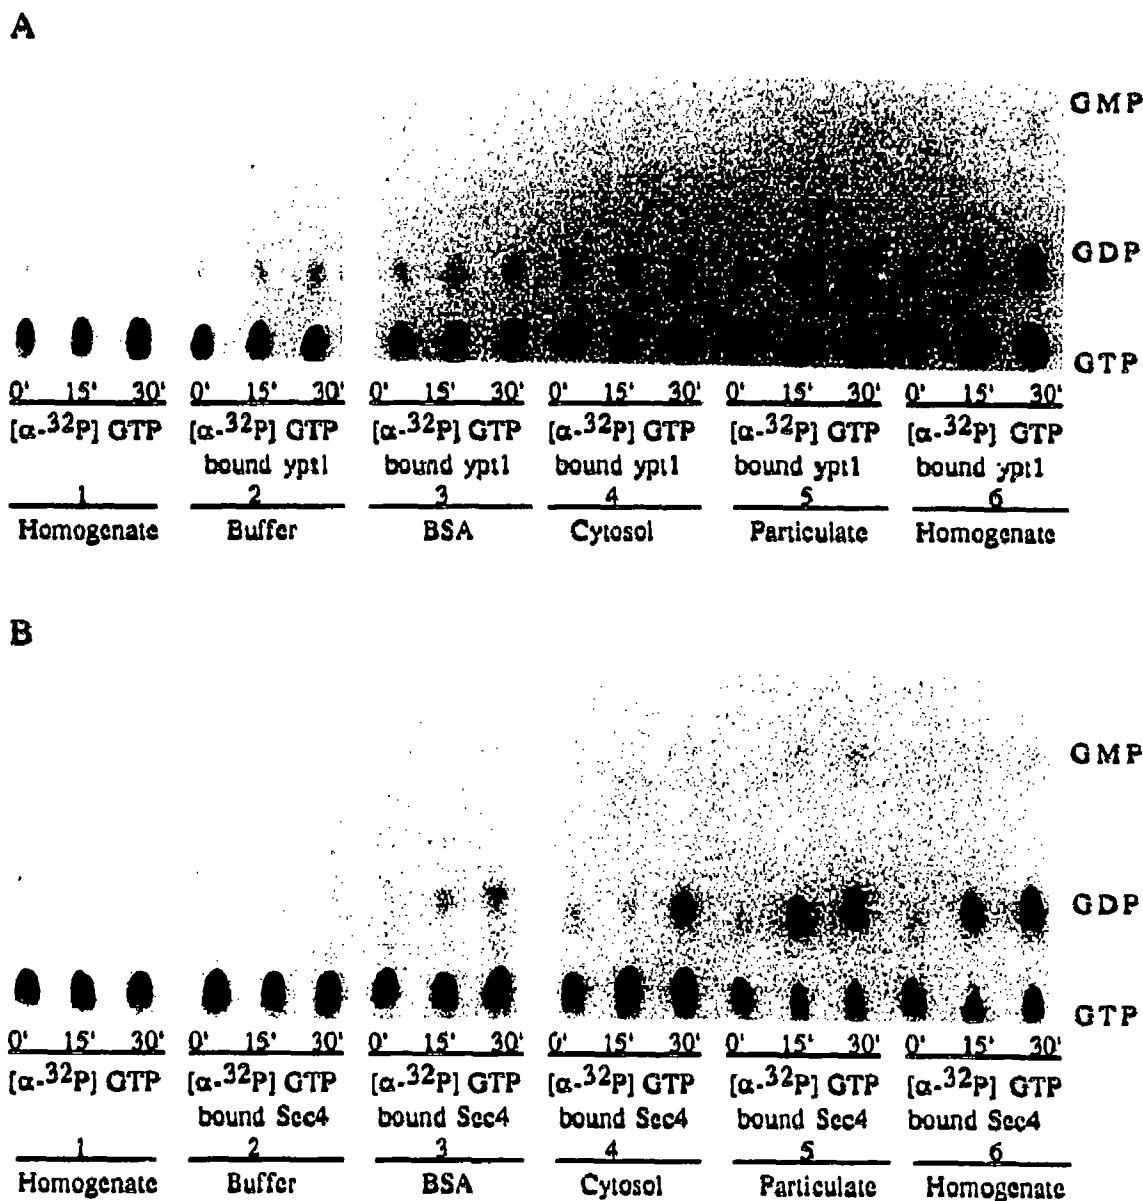 A
GMP
GDP
GTP
0' 15' 30' 0' 15' 30' 0' 15' 30' 0' 15' 30' 0' 15' 30' 0' 15' 30'
[α-32P] GTP [α-32P] GTP [α-32P] GTP [α-32P] GTP [α-32P] GTP [α-32P] GTP
bound ypt1 bound ypt1 bound ypt1 bound ypt1 bound ypt1
1 2 3 4 5 6
Homogenate Buffer BSA Cytosol Particulate Homogenate
B
GMP
GDP
GTP
0' 15' 30' 0' 15' 30' 0' 15' 30' 0' 15' 30' 0' 15' 30' 0' 15' 30'
[α-32P] GTP [α-32P] GTP [α-32P] GTP [α-32P] GTP [α-32P] GTP [α-32P] GTP
bound Sec4 bound Sec4 bound Sec4 bound Sec4 bound Sec4
1 2 3 4 5 6
Homogenate Buffer BSA Cytosol Particulate Homogenate